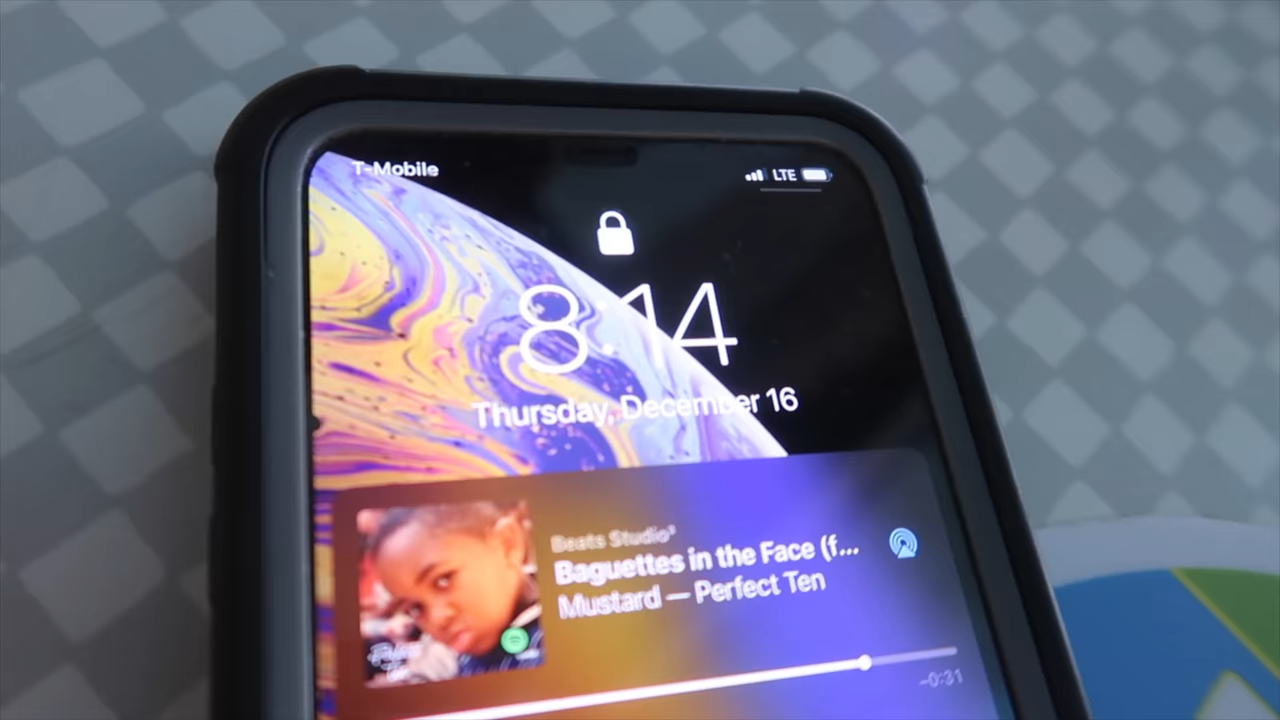 T-Mobile
LTE
8:14
Thursday, December 16
Beats Studio³
Baguettes in the Face (f...
Mustard — Perfect Ten
-0:31